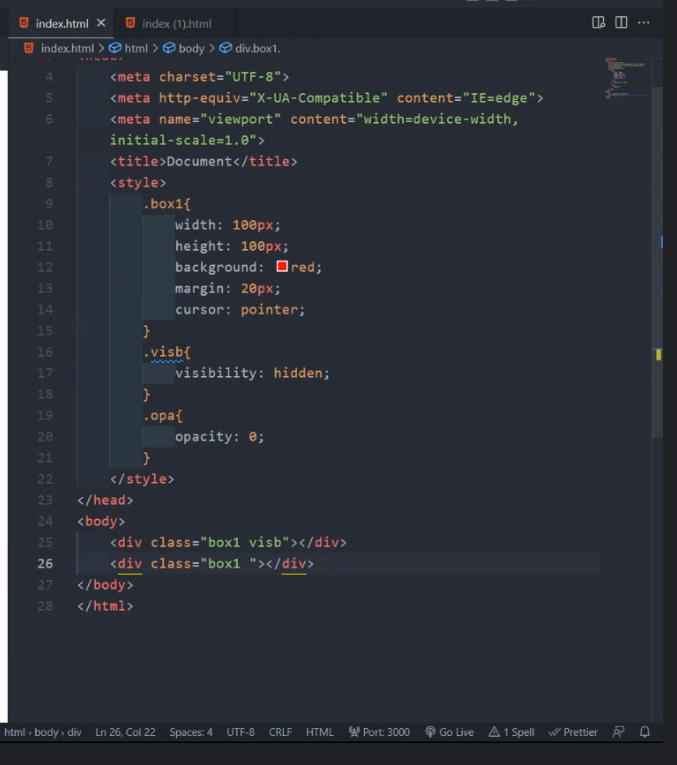 index.html
index (1).html
index.html > html > body > div.box1.
3 <head>
4 <meta charset="UTF-8">
5 <meta http-equiv="X-UA-Compatible" content="IE=edge">
6 <meta name="viewport" content="width=device-width,
initial-scale=1.0">
7 <title>Document</title>
8 <style>
9 .box1{
10 width: 100px;
11 height: 100px;
12 background: red;
13 margin: 20px;
14 cursor: pointer;
15 }
16 .visb{
17 visibility: hidden;
18 }
19 .opa{
20 opacity: 0;
21 }
22 </style>
23 </head>
24 <body>
25 <div class="box1 visb"></div>
26 <div class="box1 "></div>
27 </body>
28 </html>
html › body › div Ln 26, Col 22 Spaces: 4 UTF-8 CRLF HTML Port: 3000 Go Live 1 Spell Prettier